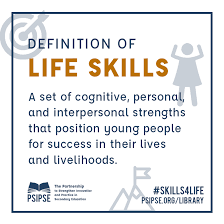 DEFINITION OF
LIFE SKILLS
A set of cognitive, personal,
and interpersonal strengths
that position young people
for success in their lives
and livelihoods.
PSIPSE
The Partnership
to Strengthen Innovation
and Practice in
Secondary Education
#SKILLS4LIFE
PSIPSE.ORG/LIBRARY